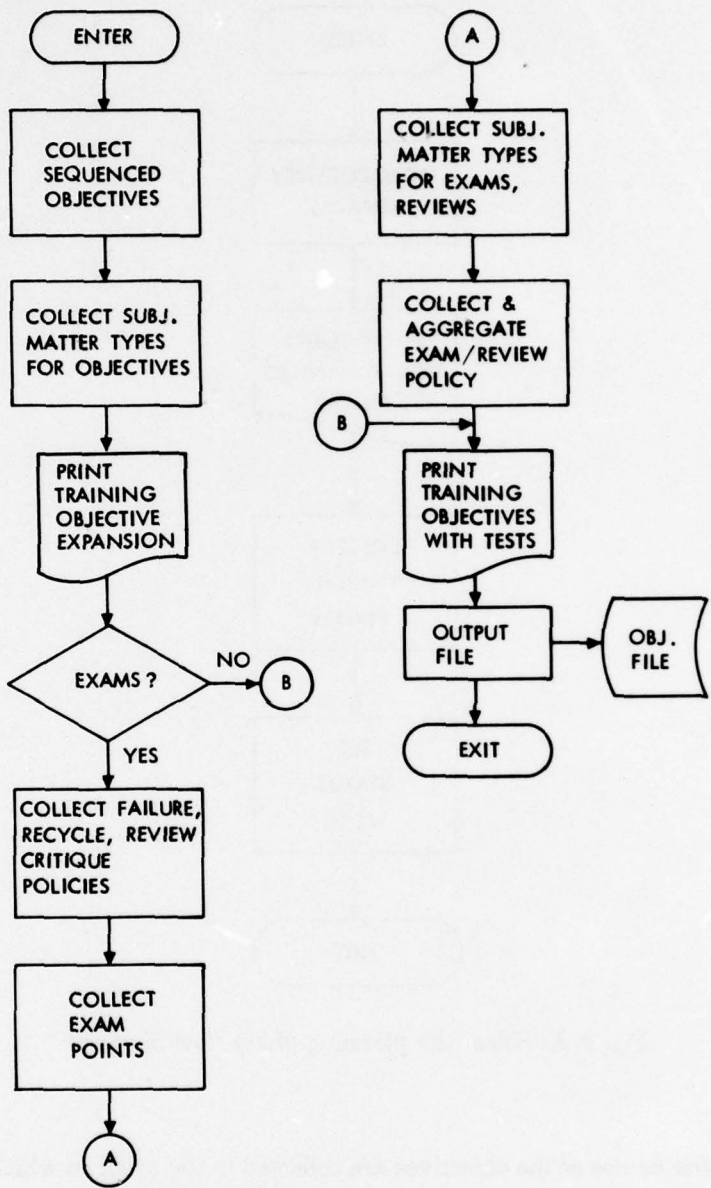 ENTER
COLLECT
SEQUENCED
OBJECTIVES
COLLECT SUBJ.
MATTER TYPES
FOR OBJECTIVES
PRINT
TRAINING
OBJECTIVE
EXPANSION
EXAMS ?
NO
B
YES
COLLECT FAILURE,
RECYCLE, REVIEW
CRITIQUE
POLICIES
COLLECT
EXAM
POINTS
A
A
COLLECT SUBJ.
MATTER TYPES
FOR EXAMS,
REVIEWS
COLLECT &
AGGREGATE
EXAM/REVIEW
POLICY
B
PRINT
TRAINING
OBJECTIVES
WITH TESTS
OUTPUT
FILE
OBJ.
FILE
EXIT